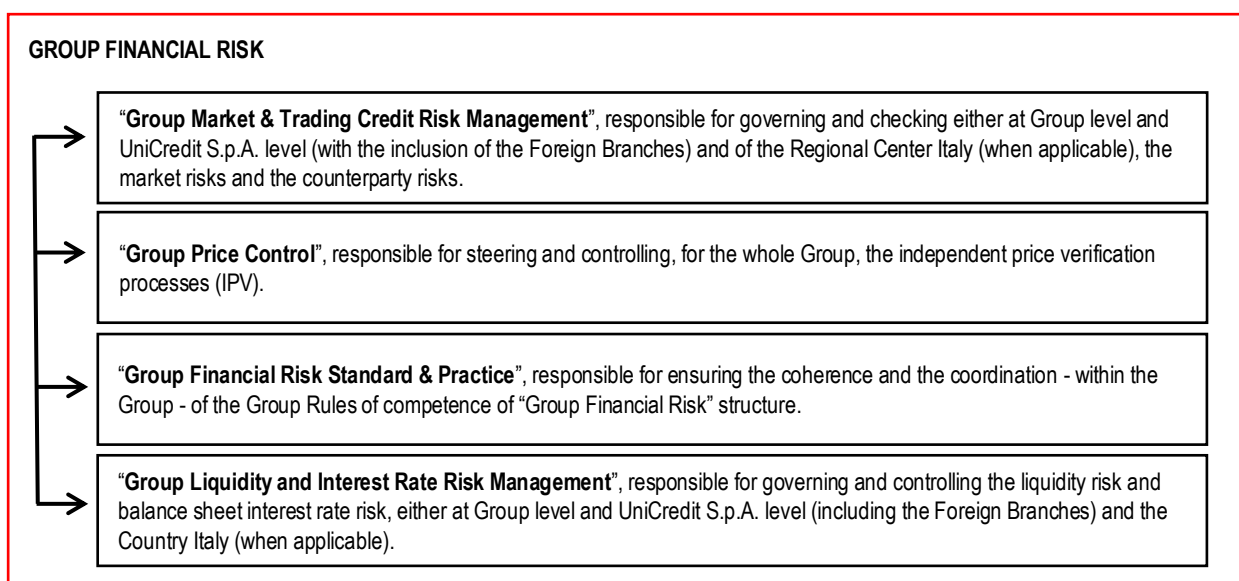 GROUP FINANCIAL RISK
“Group Market & Trading Credit Risk Management”, responsible for governing and checking either at Group level and
UniCredit S.p.A. level (with the inclusion of the Foreign Branches) and of the Regional Center Italy (when applicable), the
market risks and the counterparty risks.
“Group Price Control”, responsible for steering and controlling, for the whole Group, the independent price verification
processes (IPV).
“Group Financial Risk Standard & Practice”, responsible for ensuring the coherence and the coordination - within the
Group - of the Group Rules of competence of “Group Financial Risk” structure.
“Group Liquidity and Interest Rate Risk Management”, responsible for governing and controlling the liquidity risk and
balance sheet interest rate risk, either at Group level and UniCredit S.p.A. level (including the Foreign Branches) and the
Country Italy (when applicable).